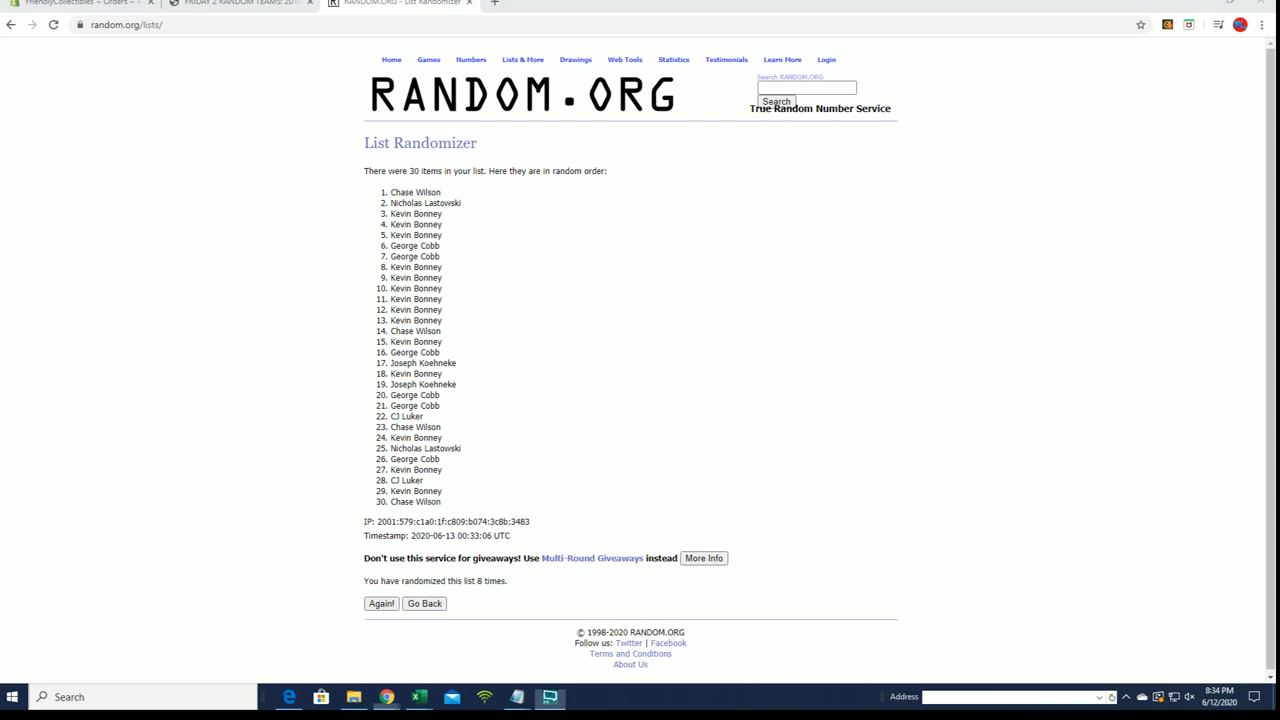 FriendlyCollectibles ~ Orders ~
FRIDAY 2 RANDOM TEAMS: 201
RANDOM.ORG - List Randomizer
random.org/lists/
Home Games Numbers Lists & More Drawings Web Tools Statistics Testimonials Learn More Login
RANDOM.ORG
Search RANDOM.ORG
Search
True Random Number Service
List Randomizer
There were 30 items in your list. Here they are in random order:
1. Chase Wilson
2. Nicholas Lastowski
3. Kevin Bonney
4. Kevin Bonney
5. Kevin Bonney
6. George Cobb
7. George Cobb
8. Kevin Bonney
9. Kevin Bonney
10. Kevin Bonney
11. Kevin Bonney
12. Kevin Bonney
13. Kevin Bonney
14. Chase Wilson
15. Kevin Bonney
16. George Cobb
17. Joseph Koehneke
18. Kevin Bonney
19. Joseph Koehneke
20. George Cobb
21. George Cobb
22. CJ Luker
23. Chase Wilson
24. Kevin Bonney
25. Nicholas Lastowski
26. George Cobb
27. Kevin Bonney
28. CJ Luker
29. Kevin Bonney
30. Chase Wilson
IP: 2001:579:c1a0:1f:c809:b074:3c8b:3483
Timestamp: 2020-06-13 00:33:06 UTC
Don't use this service for giveaways! Use Multi-Round Giveaways instead More Info
You have randomized this list 8 times.
Again! Go Back
© 1998-2020 RANDOM.ORG
Follow us: Twitter | Facebook
Terms and Conditions
About Us
Search
Address
8:34 PM
6/12/2020